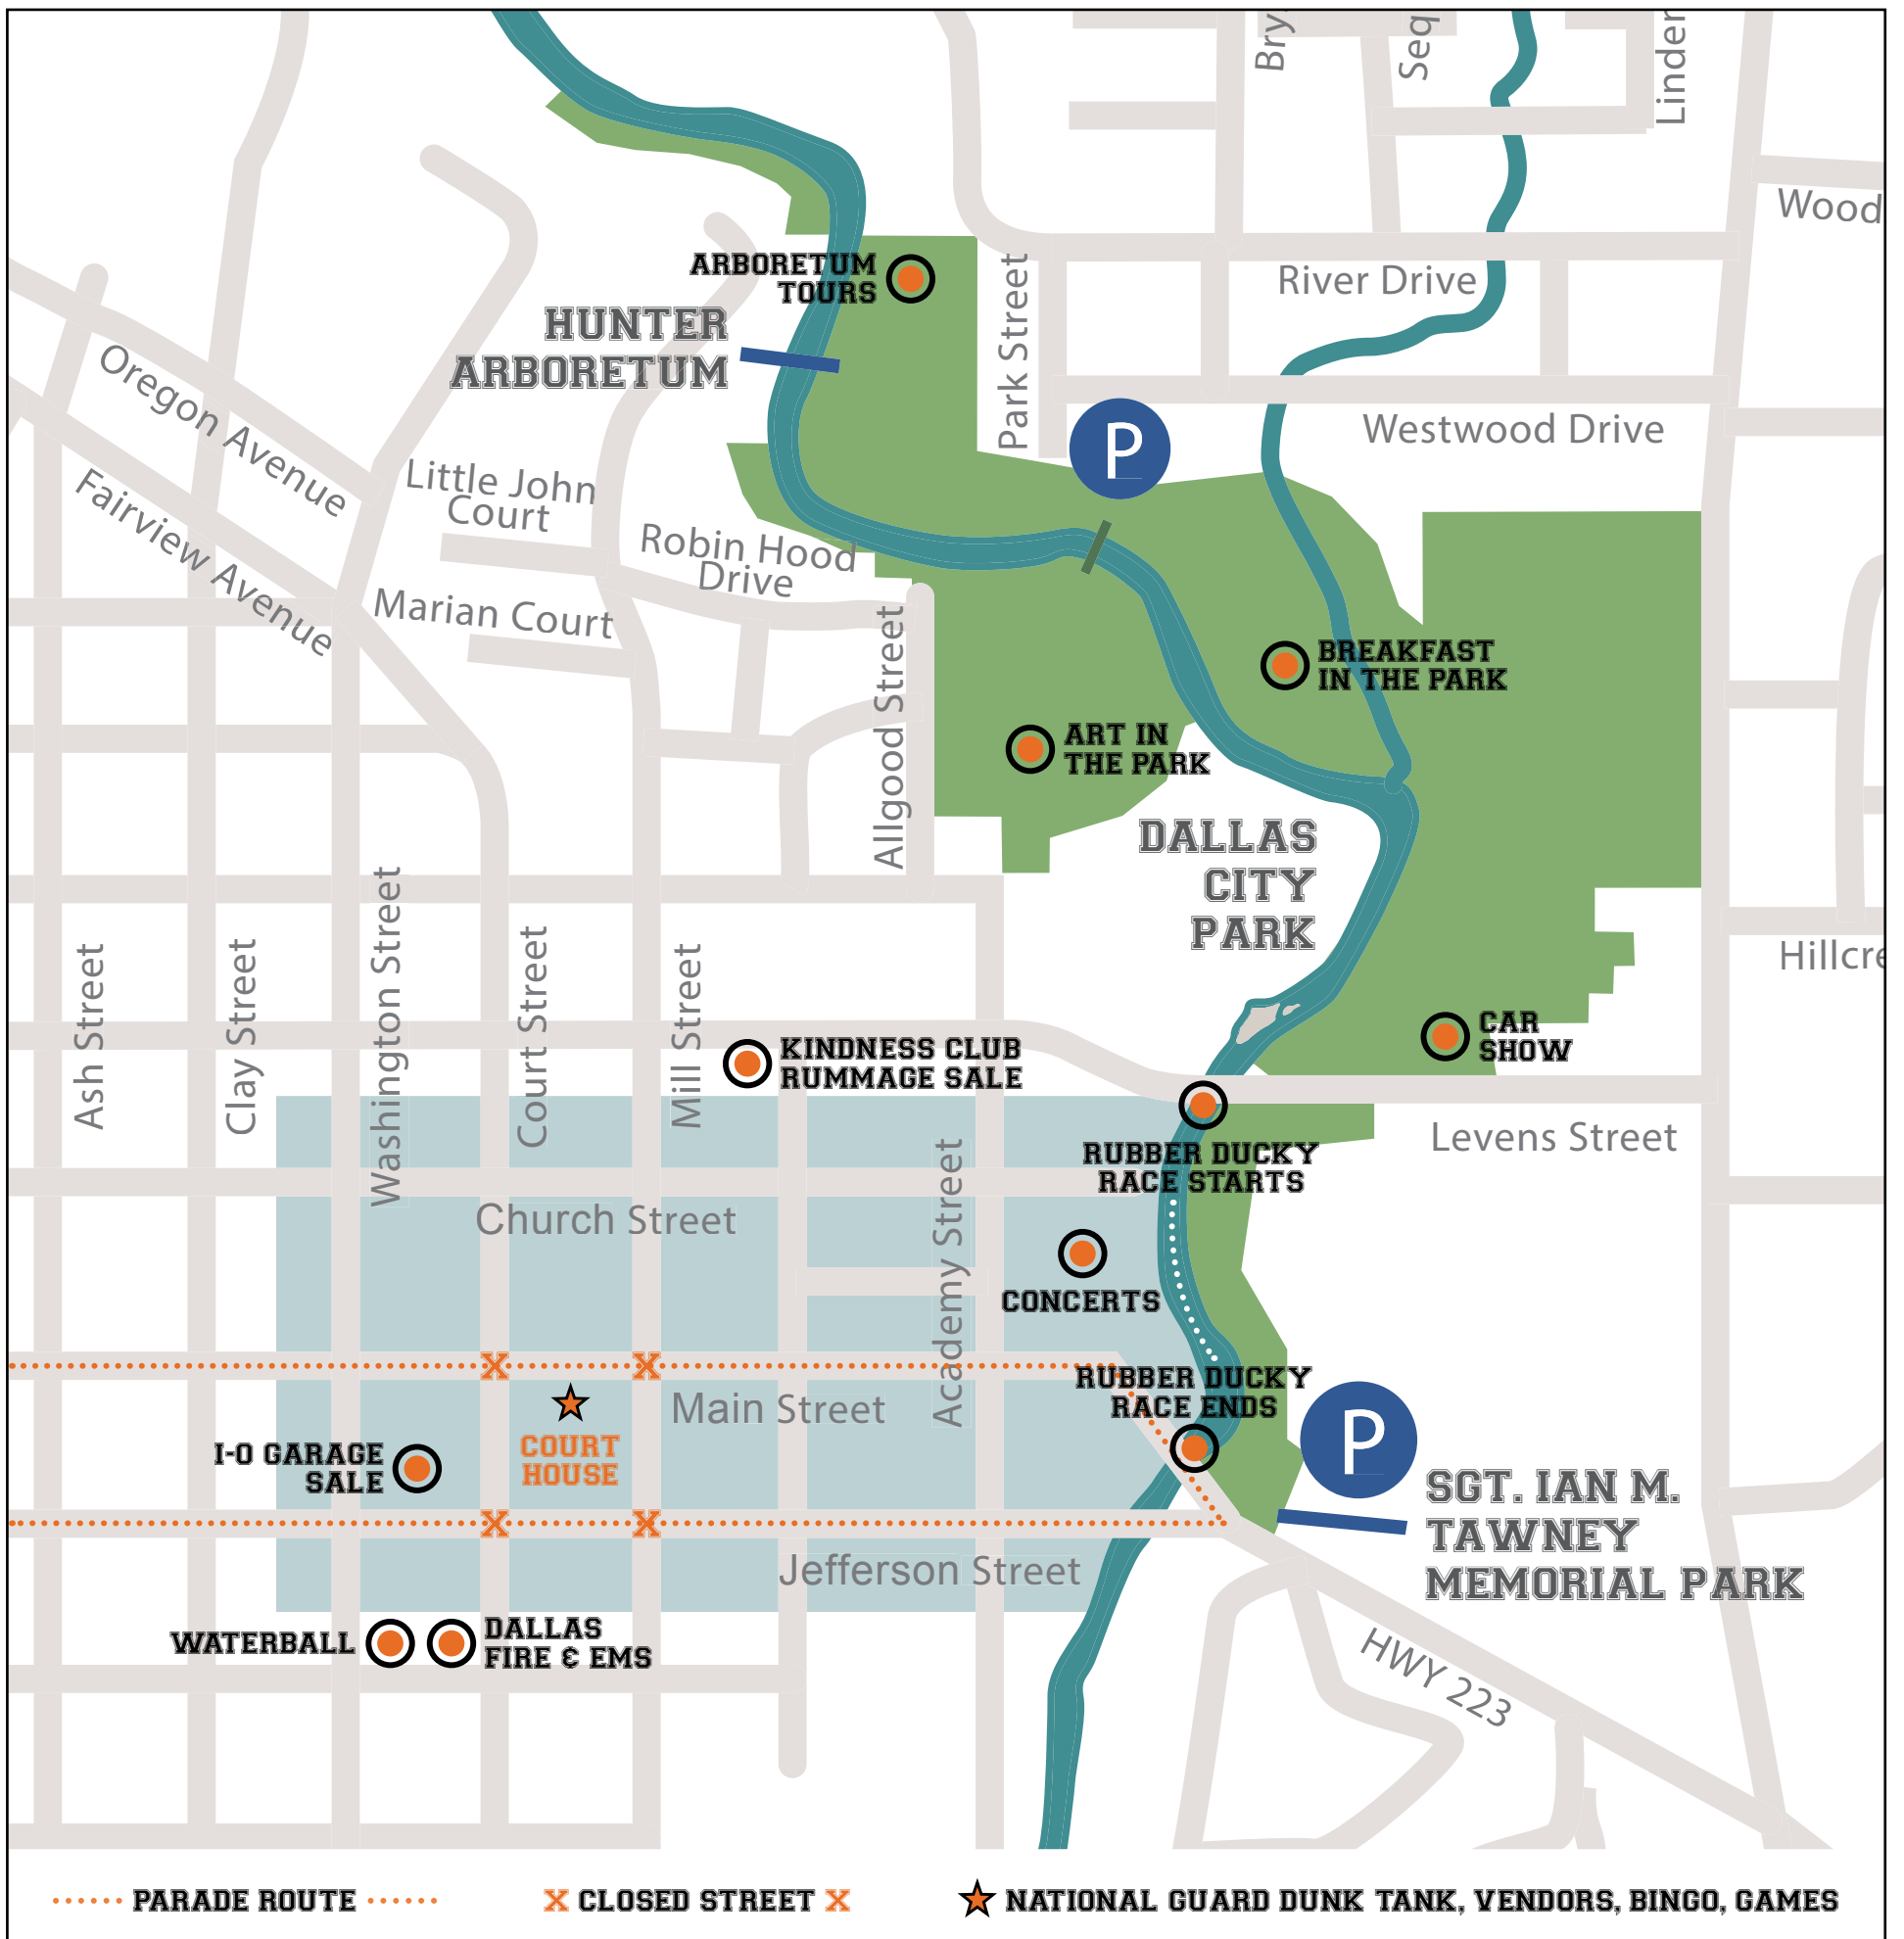 Bry
Seq
Linder
Wood
ARBORETUM
TOURS
HUNTER
ARBORETUM
Park Street
River Drive
Westwood Drive
P
Oregon Avenue
Fairview Avenue
Little John
Court
Robin Hood
Drive
Marian Court
Allgood Street
BREAKFAST
IN THE PARK
ART IN
THE PARK
DALLAS
CITY
PARK
Hillcre
Ash Street
Clay Street
Washington Street
Court Street
Mill Street
KINDNESS CLUB
RUMMAGE SALE
CAR
SHOW
Levens Street
RUBBER DUCKY
RACE STARTS
Church Street
Academy Street
CONCERTS
RUBBER DUCKY
RACE ENDS
Main Street
P
I-O GARAGE
SALE
COURT
HOUSE
X
X
X
X
SGT. IAN M.
TAWNEY
MEMORIAL PARK
Jefferson Street
WATERBALL
DALLAS
FIRE & EMS
HWY 223
PARADE ROUTE
X CLOSED STREET X
NATIONAL GUARD DUNK TANK, VENDORS, BINGO, GAMES